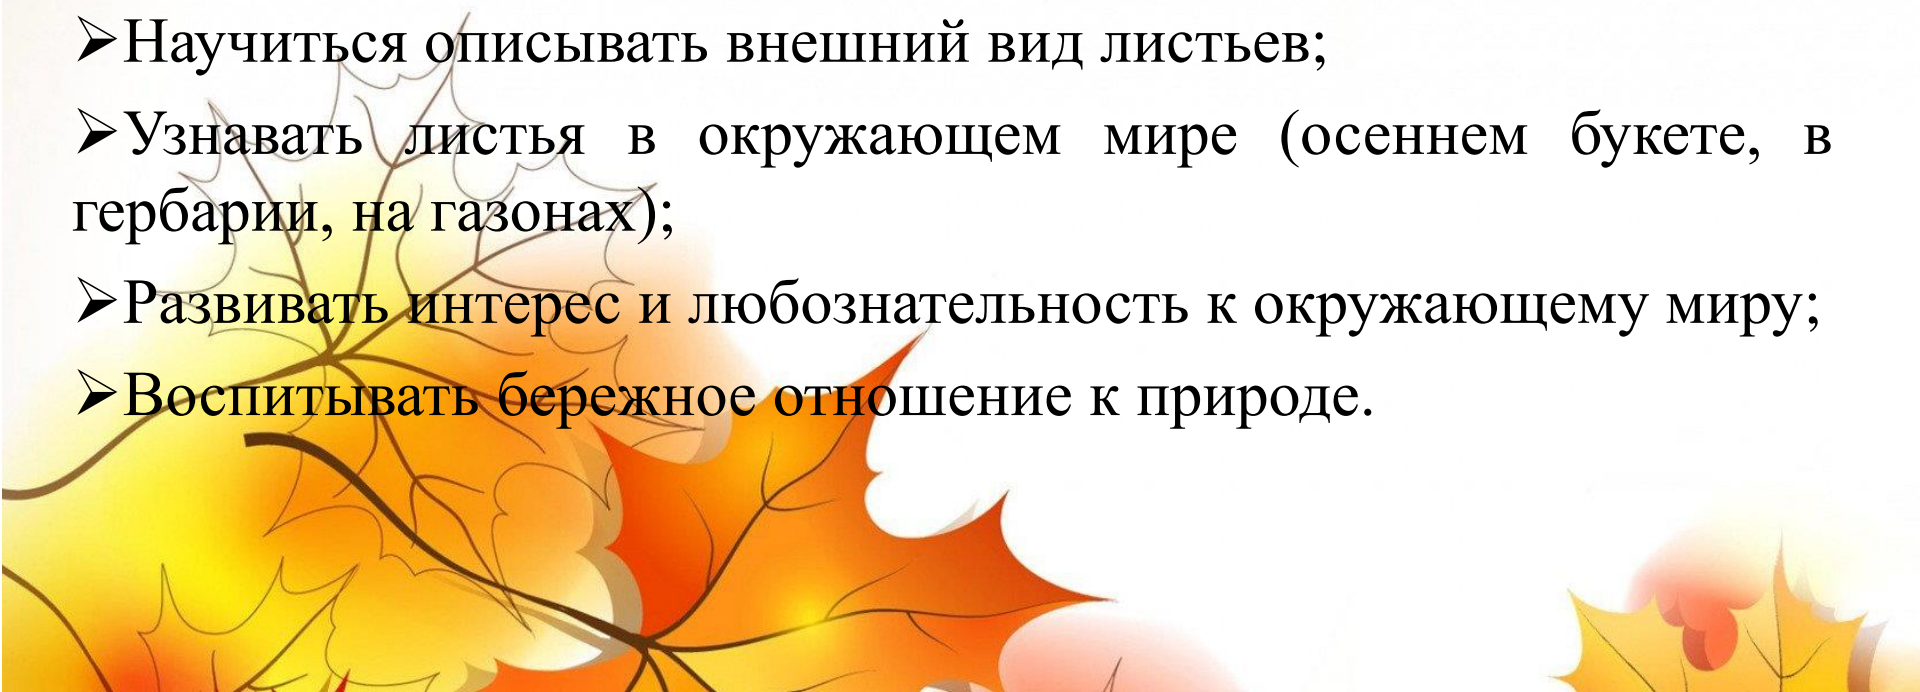 ➢Научиться описывать внешний вид листьев;
➢Узнавать листья в окружающем мире (осеннем букете, в
гербарии, на газонах);
➢Развивать интерес и любознательность к окружающему миру;
➢Воспитывать бережное отношение к природе.